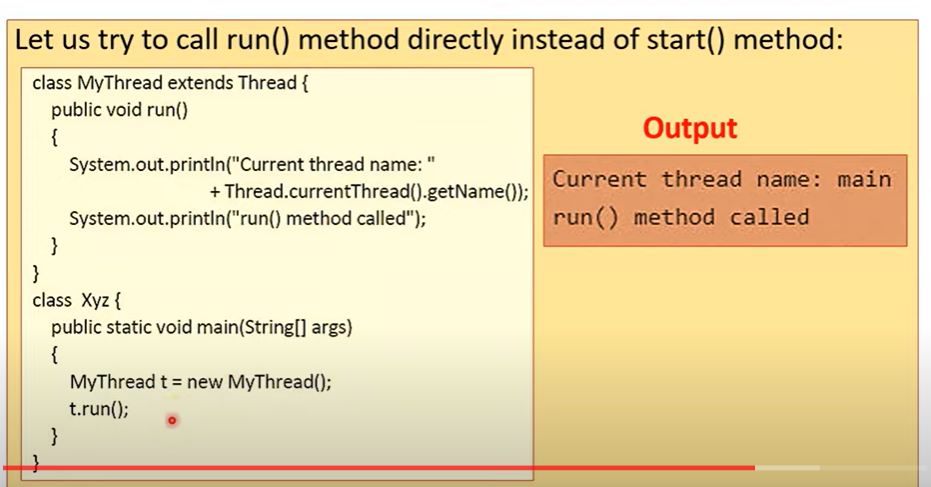 Let us try to call run() method directly instead of start() method:
class MyThread extends Thread {
public void run()
{
System.out.println("Current thread name: "
+ Thread.currentThread().getName());
System.out.println("run() method called");
}
}
class Xyz {
public static void main(String[] args)
{
MyThread t = new MyThread();
t.run();
}
}
Output
Current thread name: main
run() method called